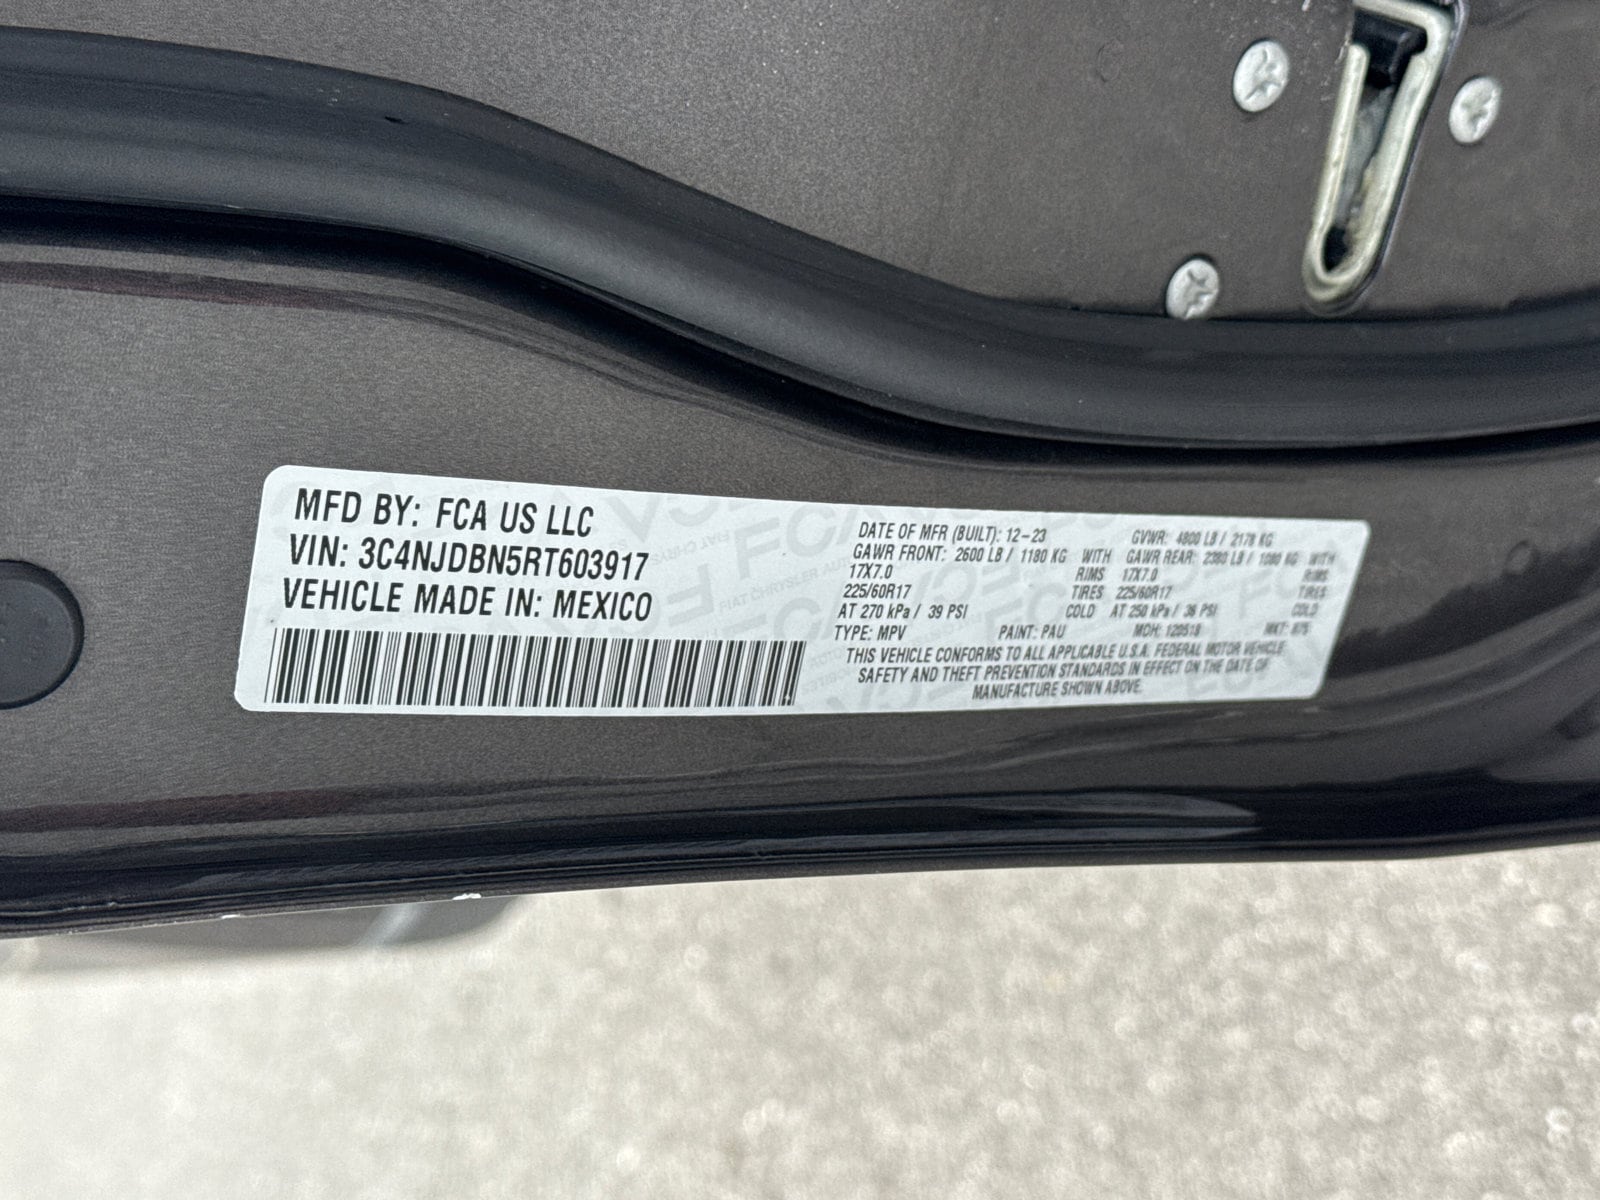 MFD BY: FCA US LLC
VIN: 3C4NJDBN5RT603917
VEHICLE MADE IN: MEXICO
DATE OF MFR (BUILT): 12-23 GVWR: 4800 LB / 2178 KG
GAWR FRONT: 2600 LB / 1180 KG WITH GAWR REAR: 2380 LB / 1080 KG WITH
17X7.0 RIMS 17X7.0 RIMS
225/60R17 TIRES 225/60R17 TIRES
AT 270 kPa / 39 PSI COLD AT 250 kPa / 36 PSI COLD
TYPE: MPV PAINT: PAU MDH: 120518 MKT:
THIS VEHICLE CONFORMS TO ALL APPLICABLE U.S.A. FEDERAL MOTOR VEHICLE
SAFETY AND THEFT PREVENTION STANDARDS IN EFFECT ON THE DATE OF
MANUFACTURE SHOWN ABOVE.